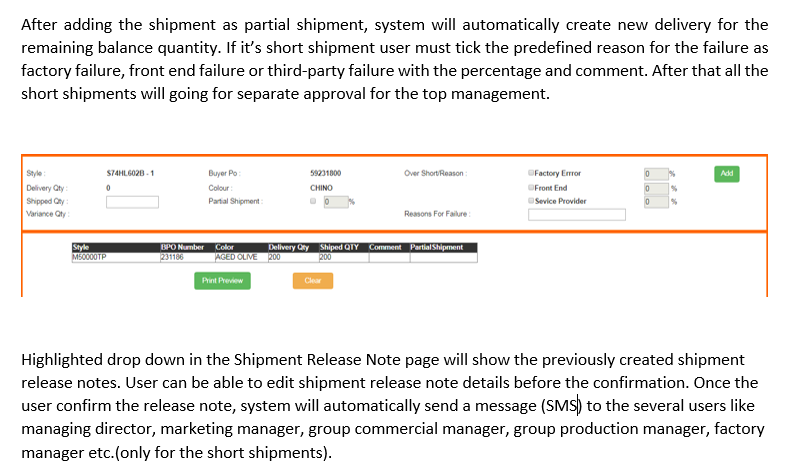 After adding the shipment as partial shipment, system will automatically create new delivery for the
remaining balance quantity. If it's short shipment user must tick the predefined reason for the failure as
factory failure, front end failure or third-party failure with the percentage and comment. After that all the
short shipments will going for separate approval for the top management.
Style : S74HL602B - 1 Buyer Po : 59231800 Over Short/Reason : Factory Errror 0 % Add
Delivery Qty : 0 Colour : CHINO Front End 0 %
Shipped Qty : Partial Shipment : 0 % Sevice Provider 0 %
Variance Qty : Reasons For Failure :
Style BPO Number Color Delivery Qty Shiped QTY Comment PartialShipment
M50000TP 231186 AGED OLIVE 200 200
Print Preview Clear
Highlighted drop down in the Shipment Release Note page will show the previously created shipment
release notes. User can be able to edit shipment release note details before the confirmation. Once the
user confirm the release note, system will automatically send a message (SMS) to the several users like
managing director, marketing manager, group commercial manager, group production manager, factory
manager etc.(only for the short shipments).